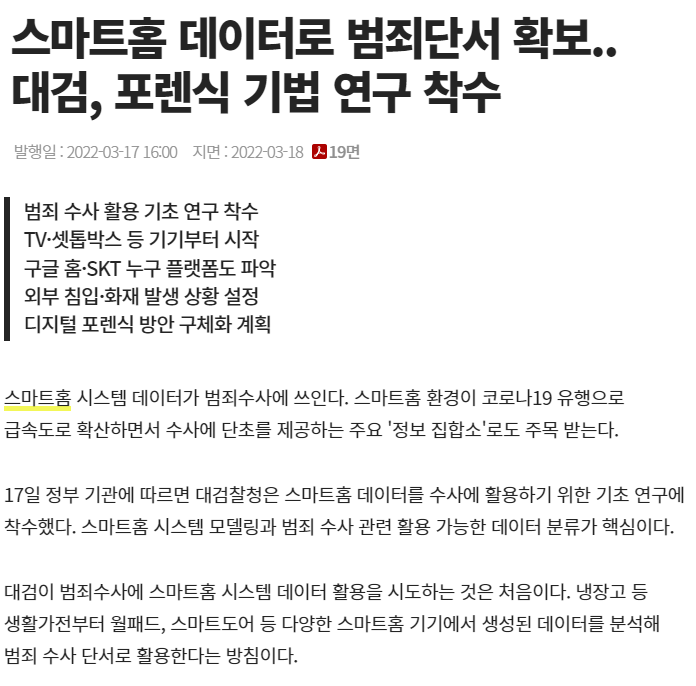 스마트홈 데이터로 범죄단서 확보..
대검, 포렌식 기법 연구 착수
발행일 : 2022-03-17 16:00 지면 : 2022-03-18 19면
범죄 수사 활용 기초 연구 착수
TV·셋톱박스 등 기기부터 시작
구글 홈·SKT 누구 플랫폼도 파악
외부 침입·화재 발생 상황 설정
디지털 포렌식 방안 구체화 계획
스마트홈 시스템 데이터가 범죄수사에 쓰인다. 스마트홈 환경이 코로나19 유행으로
급속도로 확산하면서 수사에 단초를 제공하는 주요 '정보 집합소'로도 주목 받는다.
17일 정부 기관에 따르면 대검찰청은 스마트홈 데이터를 수사에 활용하기 위한 기초 연구에
착수했다. 스마트홈 시스템 모델링과 범죄 수사 관련 활용 가능한 데이터 분류가 핵심이다.
대검이 범죄수사에 스마트홈 시스템 데이터 활용을 시도하는 것은 처음이다. 냉장고 등
생활가전부터 월패드, 스마트도어 등 다양한 스마트홈 기기에서 생성된 데이터를 분석해
범죄 수사 단서로 활용한다는 방침이다.